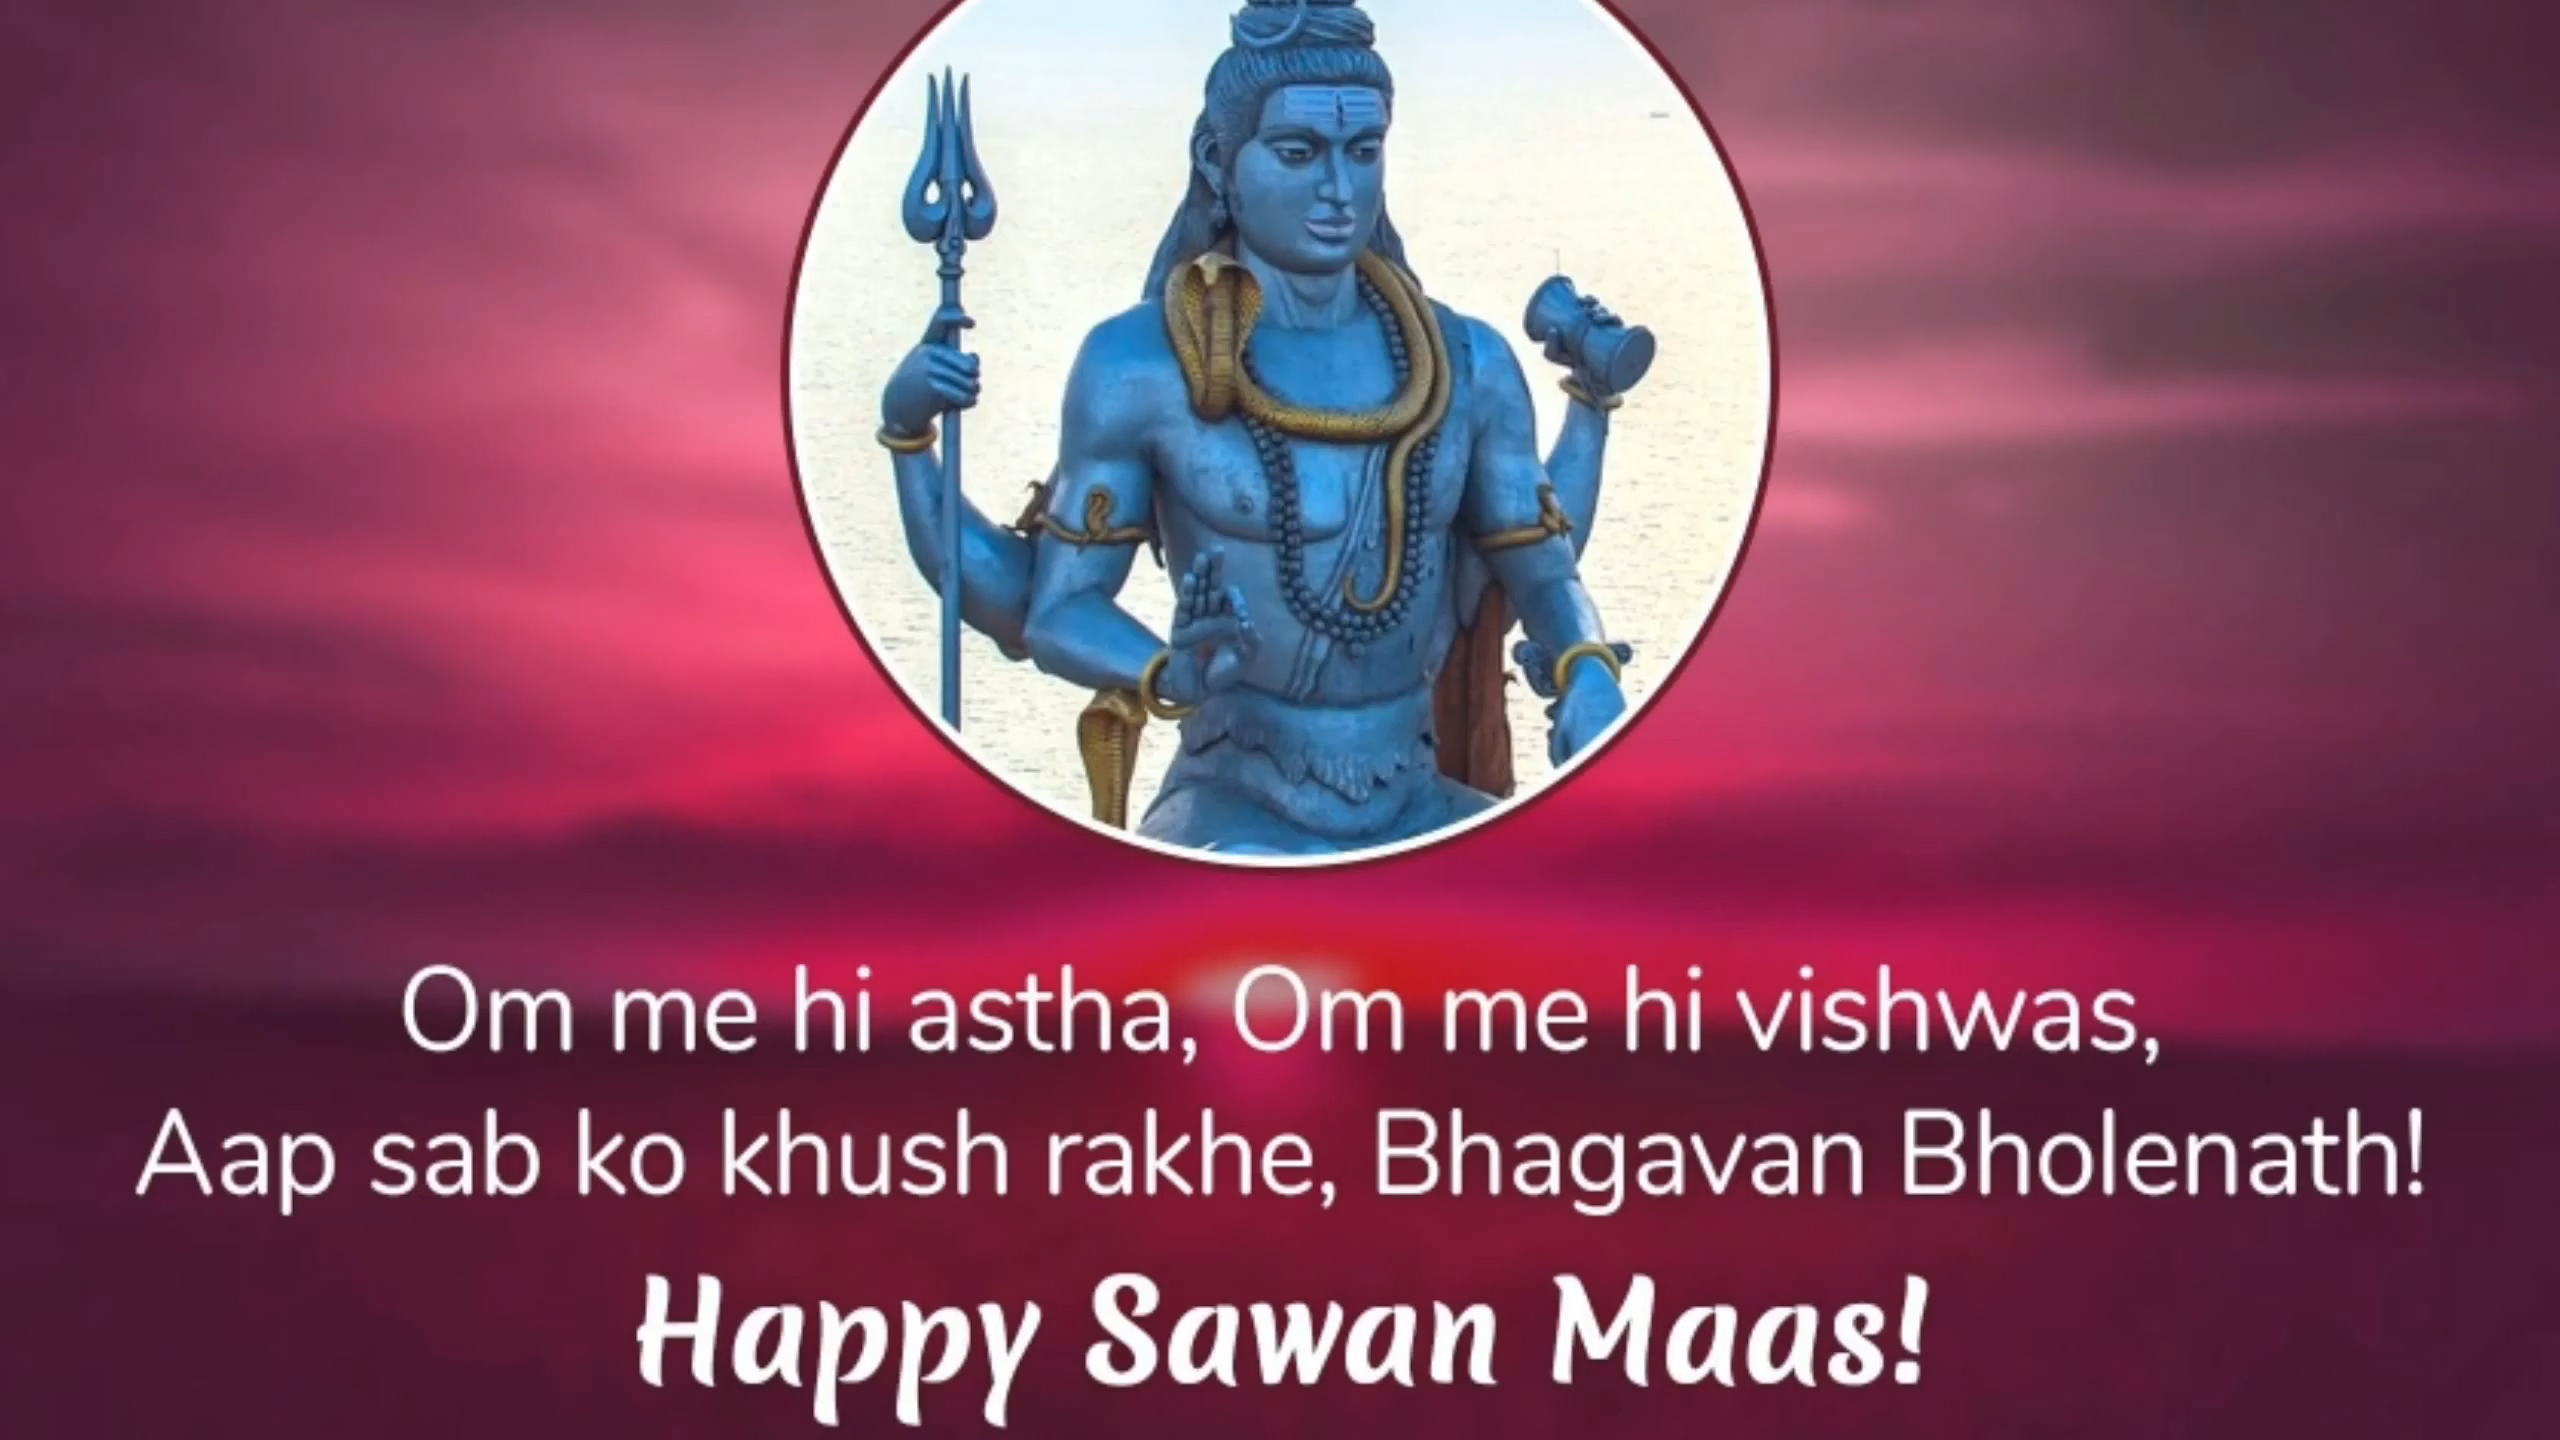 Om me hi astha, Om me hi vishwas,
Aap sab ko khush rakhe, Bhagavan Bholenath!
Happy Sawan Maas!